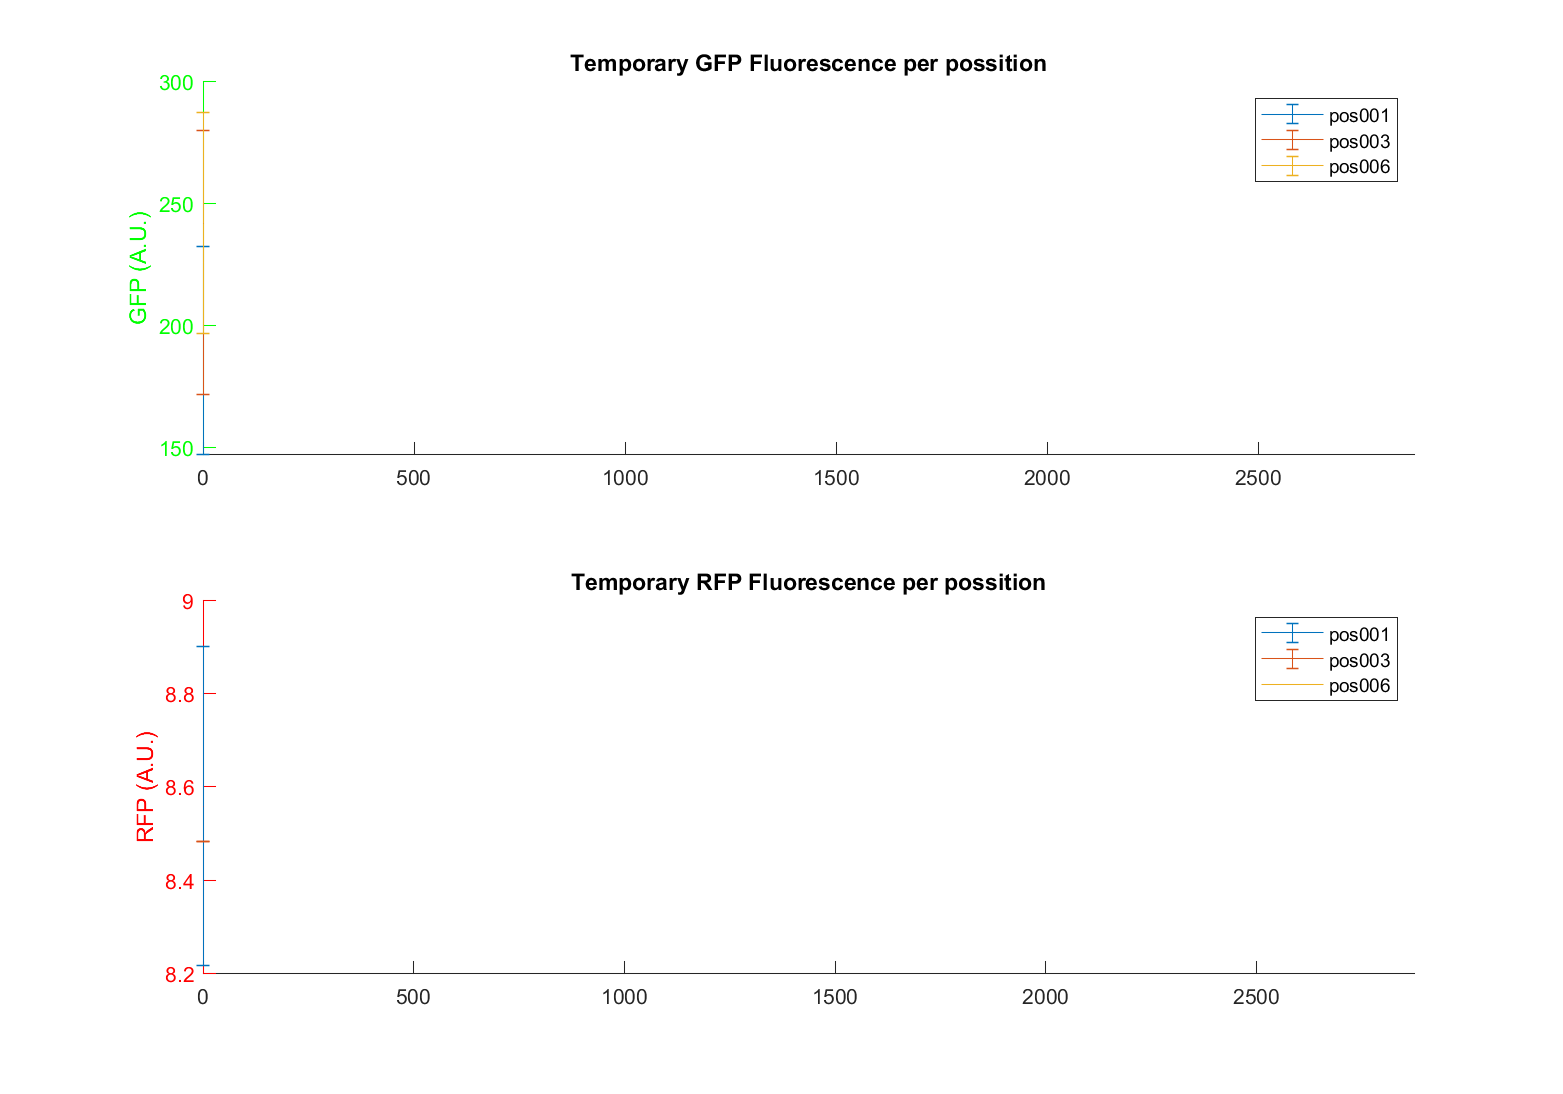 Temporary GFP Fluorescence per possition
300
250
200
150
GFP (A.U.)
pos001
pos003
pos006
0 500 1000 1500 2000 2500
Temporary RFP Fluorescence per possition
9
8.8
8.6
8.4
8.2
RFP (A.U.)
pos001
pos003
pos006
0 500 1000 1500 2000 2500